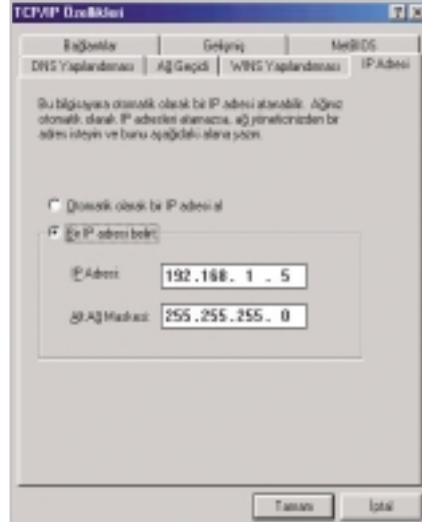 TCP/IP Özellikleri
Bağlantılar Gelişmiş NetBIOS
DNS Yapılandırması Ağ Geçidi WINS Yapılandırması IP Adresi
Bu bilgisayara otomatik olarak bir IP adresi atanabilir. Ağınız
otomatik olarak IP adresleri atamazsa, ağ yöneticinizden bir
adres isteyin ve bunu aşağıdaki alana yazın.
Otomatik olarak bir IP adresi al
Bir IP adresi belirt:
IP Adresi: 192.168. 1 . 5
Alt Ağ Maskesi: 255.255.255. 0
Tamam İptal